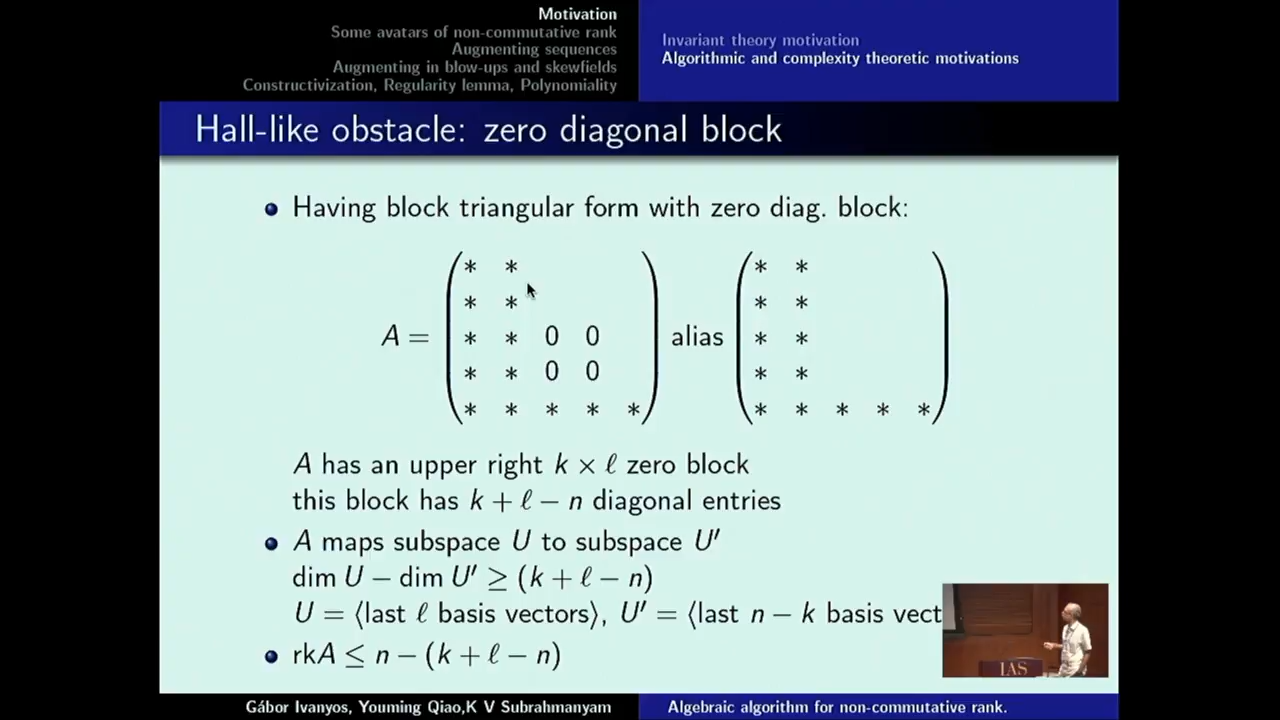 Motivation
Some avatars of non-commutative rank
Augmenting sequences
Augmenting in blow-ups and skewfields
Constructivization, Regularity lemma, Polynomiality
Invariant theory motivation
Algorithmic and complexity theoretic motivations
Hall-like obstacle: zero diagonal block
Having block triangular form with zero diag. block:
* *     * *
* *     * *
A = * * 0 0 alias * *
* * 0 0     * *
* * * * *     * * * * *
A has an upper right k × ℓ zero block
this block has k + ℓ − n diagonal entries
A maps subspace U to subspace U′
dim U − dim U′ ≥ (k + ℓ − n)
U = ⟨last ℓ basis vectors⟩, U′ = ⟨last n − k basis vect
rkA ≤ n − (k + ℓ − n)
IAS
Gábor Ivanyos, Youming Qiao,K V Subrahmanyam
Algebraic algorithm for non-commutative rank.